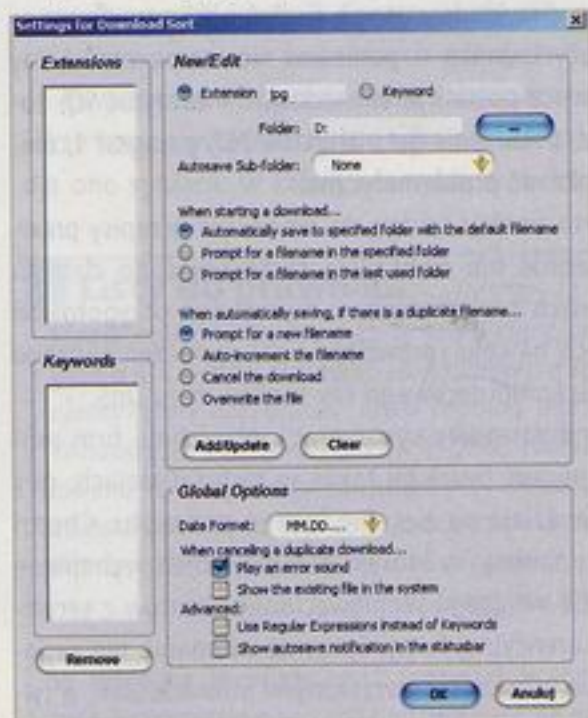 Settings for Download Sort
Extensions
Keywords
Remove
New/Edit
Extension jpg Keyword
Folder: D: ...
Autosave Sub-folder: None
When starting a download...
Automatically save to specified folder with the default filename
Prompt for a filename in the specified folder
Prompt for a filename in the last used folder
When automatically saving, if there is a duplicate filename...
Prompt for a new filename
Auto-increment the filename
Cancel the download
Overwrite the file
Add/Update Clear
Global Options
Date Format: MM.DD....
When canceling a duplicate download...
Play an error sound
Show the existing file in the system
Advanced:
Use Regular Expressions instead of Keywords
Show autosave notification in the statusbar
OK Anuluj